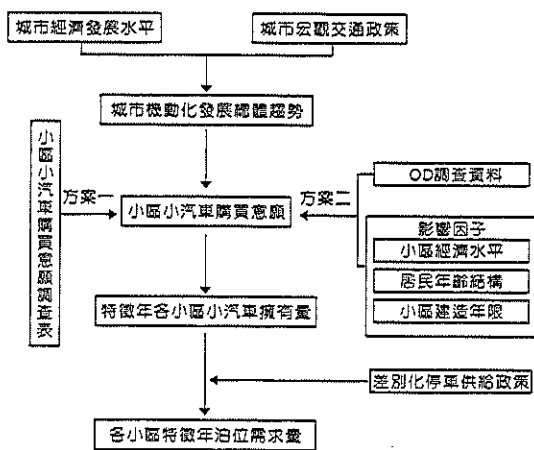 城市經濟發展水平
城市宏觀交通政策
城市機動化發展總體趨勢
小區小汽車購買意願調查表
方案一
小區小汽車購買意願
方案二
OD調查資料
影響因子
小區經濟水平
居民年齡結構
小區建造年限
特徵年各小區小汽車擁有量
差別化停車供給政策
各小區特徵年泊位需求量